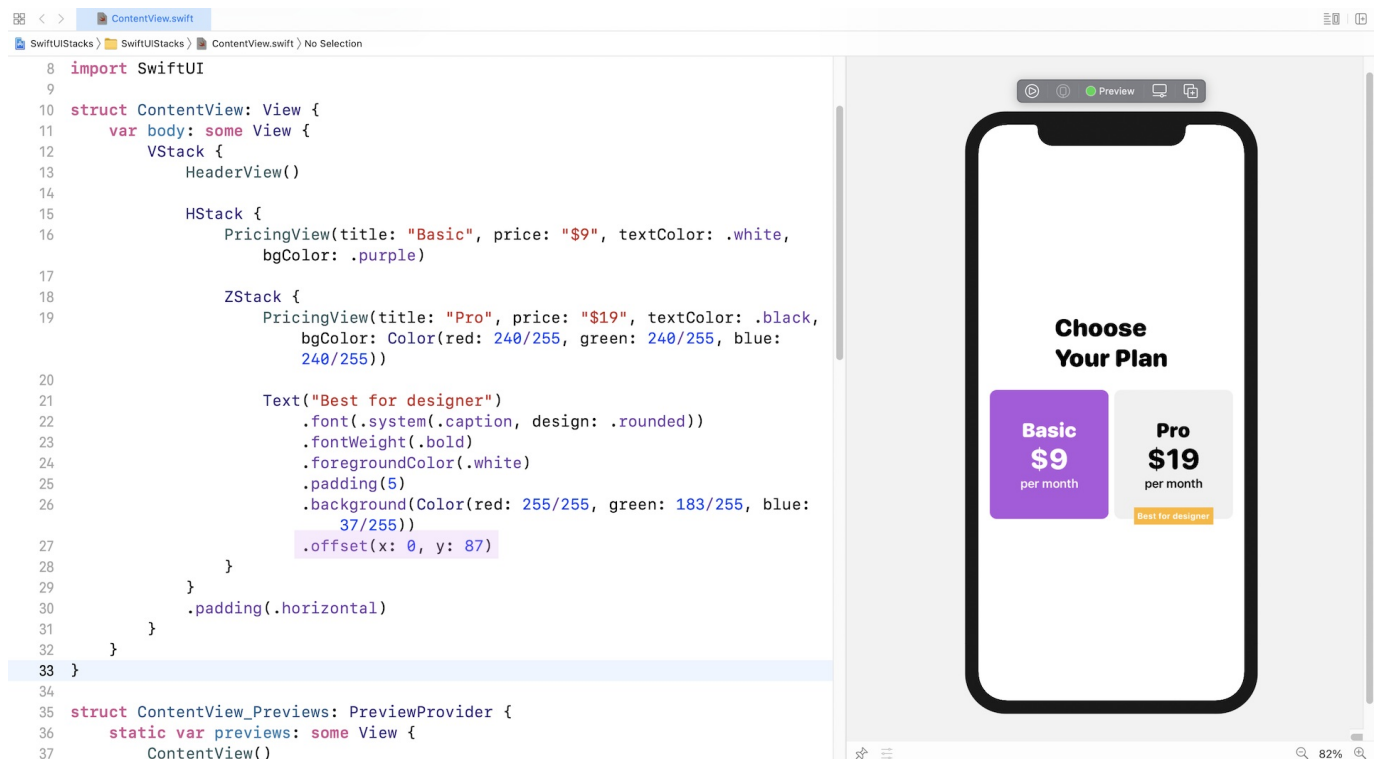 ContentView.swift
SwiftUIStacks 〉 SwiftUIStacks 〉 ContentView.swift 〉 No Selection
8 import SwiftUI
9
10 struct ContentView: View {
11 var body: some View {
12 VStack {
13 HeaderView()
14
15 HStack {
16 PricingView(title: "Basic", price: "$9", textColor: .white,
bgColor: .purple)
17
18 ZStack {
19 PricingView(title: "Pro", price: "$19", textColor: .black,
bgColor: Color(red: 240/255, green: 240/255, blue:
240/255))
20
21 Text("Best for designer")
22 .font(.system(.caption, design: .rounded))
23 .fontWeight(.bold)
24 .foregroundColor(.white)
25 .padding(5)
26 .background(Color(red: 255/255, green: 183/255, blue:
37/255))
27 .offset(x: 0, y: 87)
28 }
29 }
30 .padding(.horizontal)
31 }
32 }
33 }
34
35 struct ContentView_Previews: PreviewProvider {
36 static var previews: some View {
37 ContentView()
Preview
Choose
Your Plan
Basic
$9
per month
Pro
$19
per month
Best for designer
82%